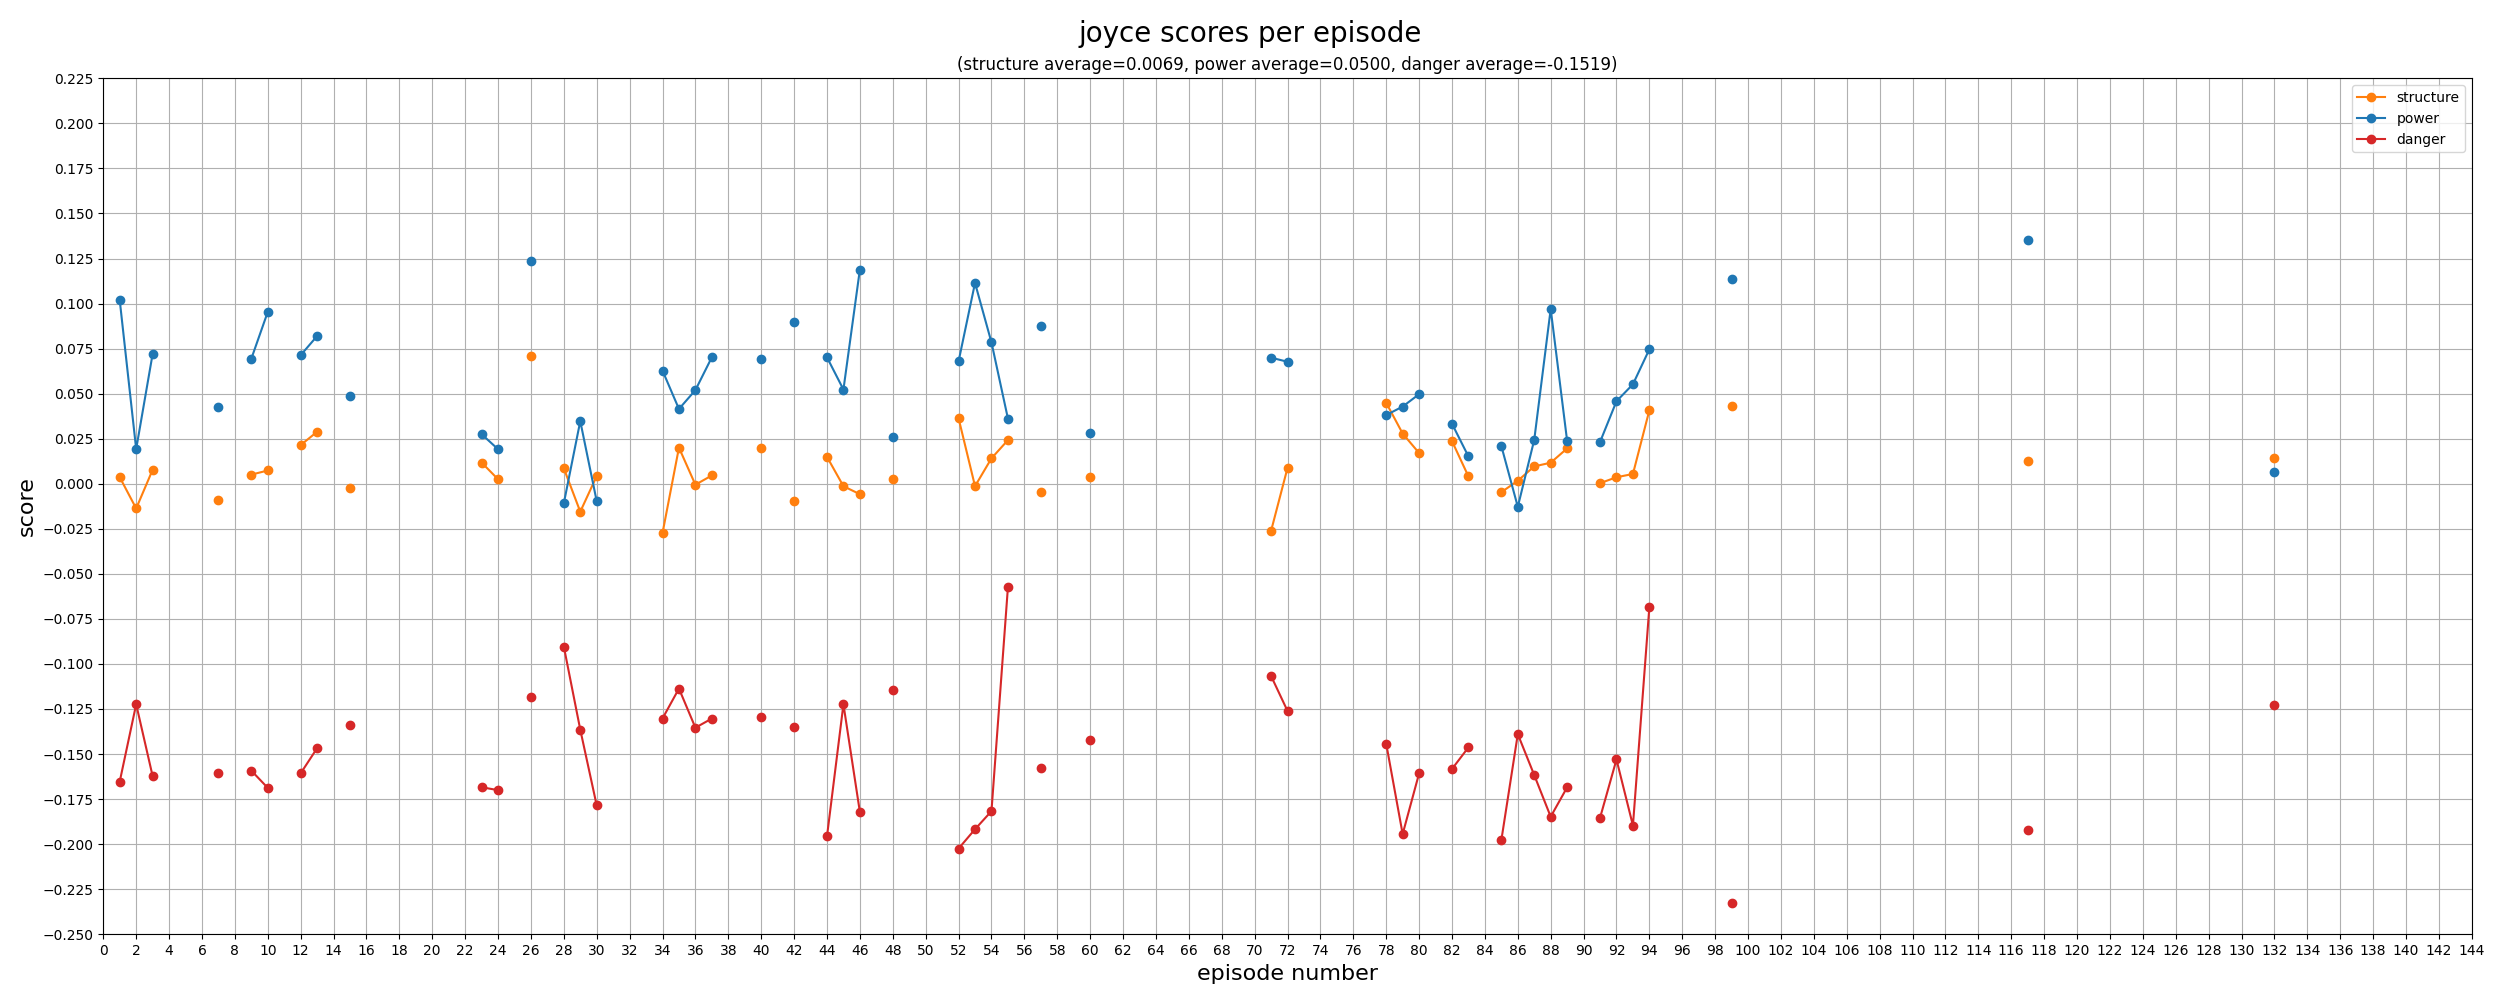 joyce scores per episode
(structure average=0.0069, power average=0.0500, danger average=-0.1519)
structure
power
danger
0.225
0.200
0.175
0.150
0.125
0.100
0.075
0.050
0.025
0.000
−0.025
−0.050
−0.075
−0.100
−0.125
−0.150
−0.175
−0.200
−0.225
−0.250
score
0 2 4 6 8 10 12 14 16 18 20 22 24 26 28 30 32 34 36 38 40 42 44 46 48 50 52 54 56 58 60 62 64 66 68 70 72 74 76 78 80 82 84 86 88 90 92 94 96 98 100 102 104 106 108 110 112 114 116 118 120 122 124 126 128 130 132 134 136 138 140 142 144
episode number